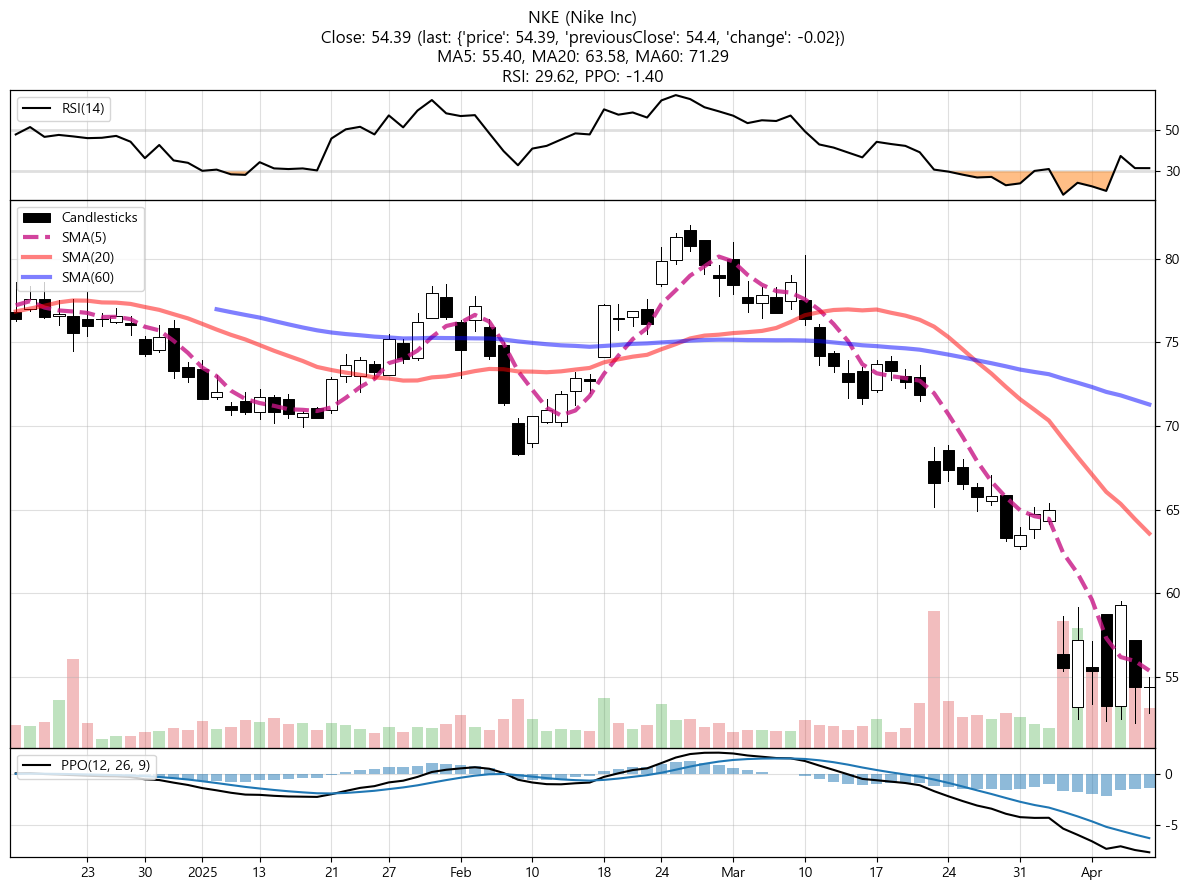 NKE (Nike Inc)
Close: 54.39 (last: {'price': 54.39, 'previousClose': 54.4, 'change': -0.02})
MA5: 55.40, MA20: 63.58, MA60: 71.29
RSI: 29.62, PPO: -1.40
RSI(14)
50
30
Candlesticks
SMA(5)
SMA(20)
SMA(60)
80
75
70
65
60
55
PPO(12, 26, 9)
0
-5
23 30 2025 13 21 27 Feb 10 18 24 Mar 10 17 24 31 Apr